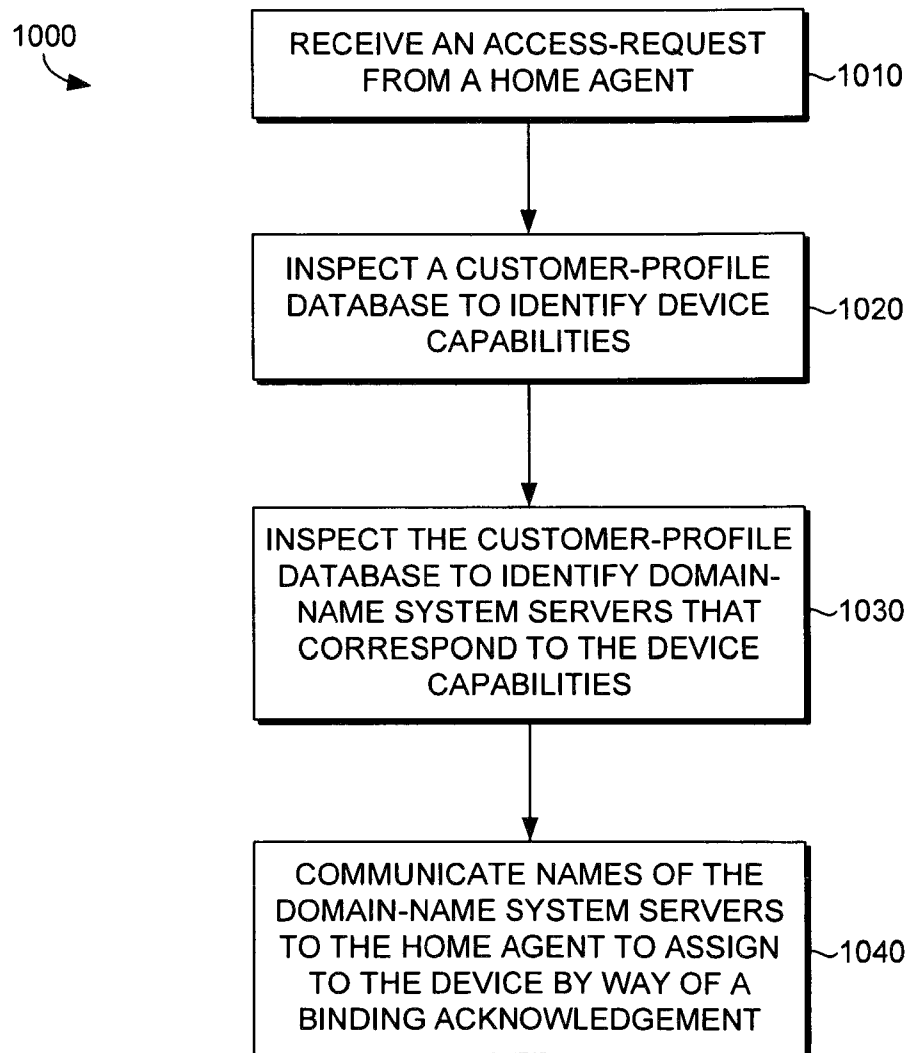 1000
RECEIVE AN ACCESS-REQUEST
FROM A HOME AGENT
1010
INSPECT A CUSTOMER-PROFILE
DATABASE TO IDENTIFY DEVICE
CAPABILITIES
1020
INSPECT THE CUSTOMER-PROFILE
DATABASE TO IDENTIFY DOMAIN-
NAME SYSTEM SERVERS THAT
CORRESPOND TO THE DEVICE
CAPABILITIES
1030
COMMUNICATE NAMES OF THE
DOMAIN-NAME SYSTEM SERVERS
TO THE HOME AGENT TO ASSIGN
TO THE DEVICE BY WAY OF A
BINDING ACKNOWLEDGEMENT
1040